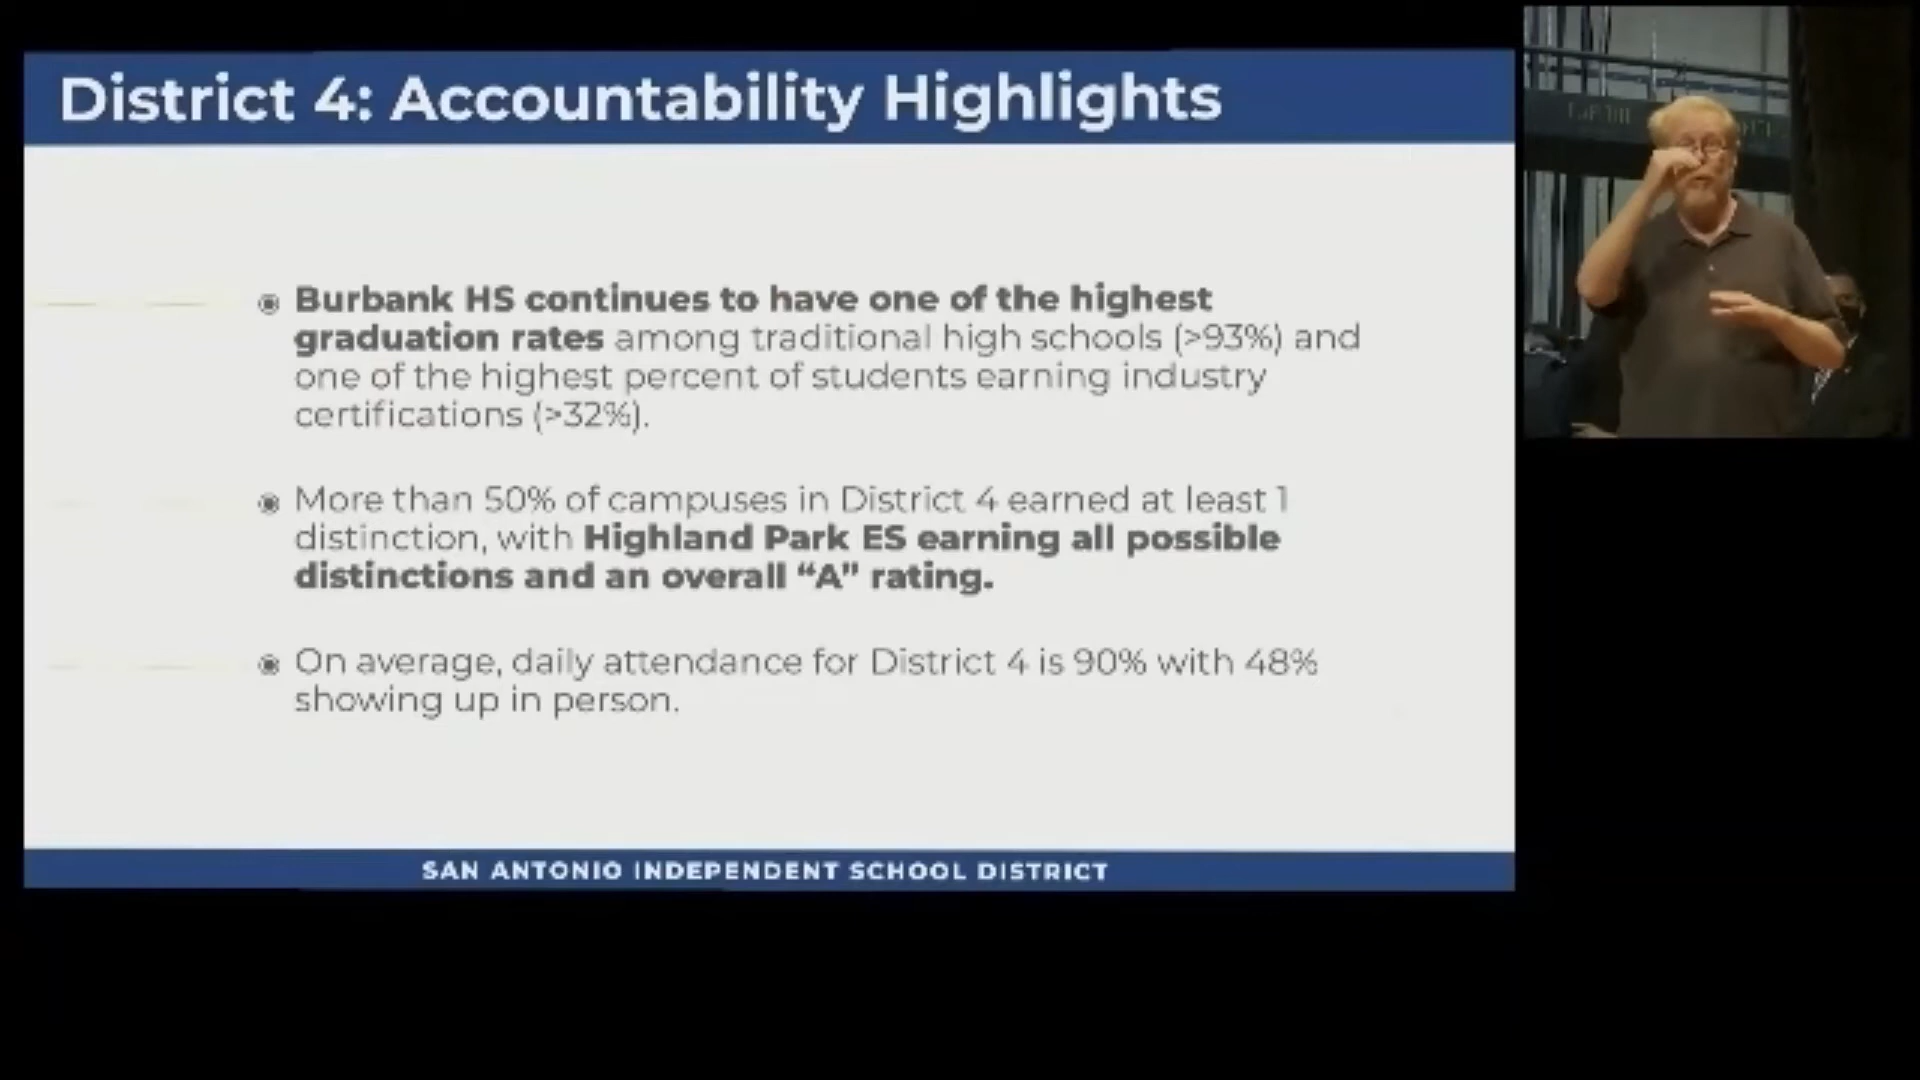 District 4: Accountability Highlights
Burbank HS continues to have one of the highest
graduation rates among traditional high schools (>93%) and
one of the highest percent of students earning industry
certifications (>32%).
More than 50% of campuses in District 4 earned at least 1
distinction, with Highland Park ES earning all possible
distinctions and an overall “A” rating.
On average, daily attendance for District 4 is 90% with 48%
showing up in person.
SAN ANTONIO INDEPENDENT SCHOOL DISTRICT